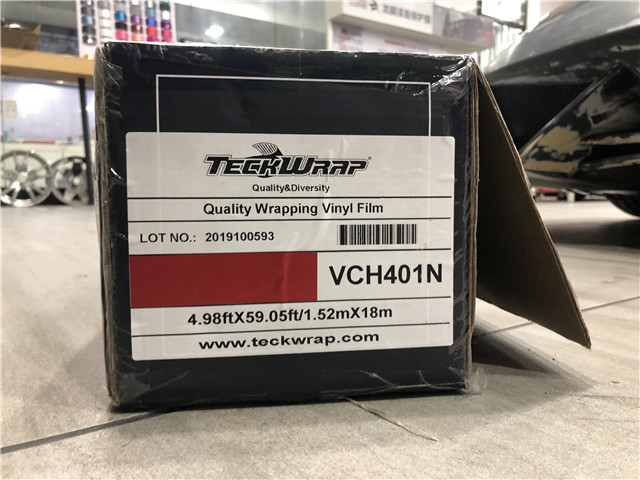 TECKWRAP®
Quality&Diversity
Quality Wrapping Vinyl Film
LOT NO.: 2019100593
VCH401N
4.98ftX59.05ft/1.52mX18m
www.teckwrap.com